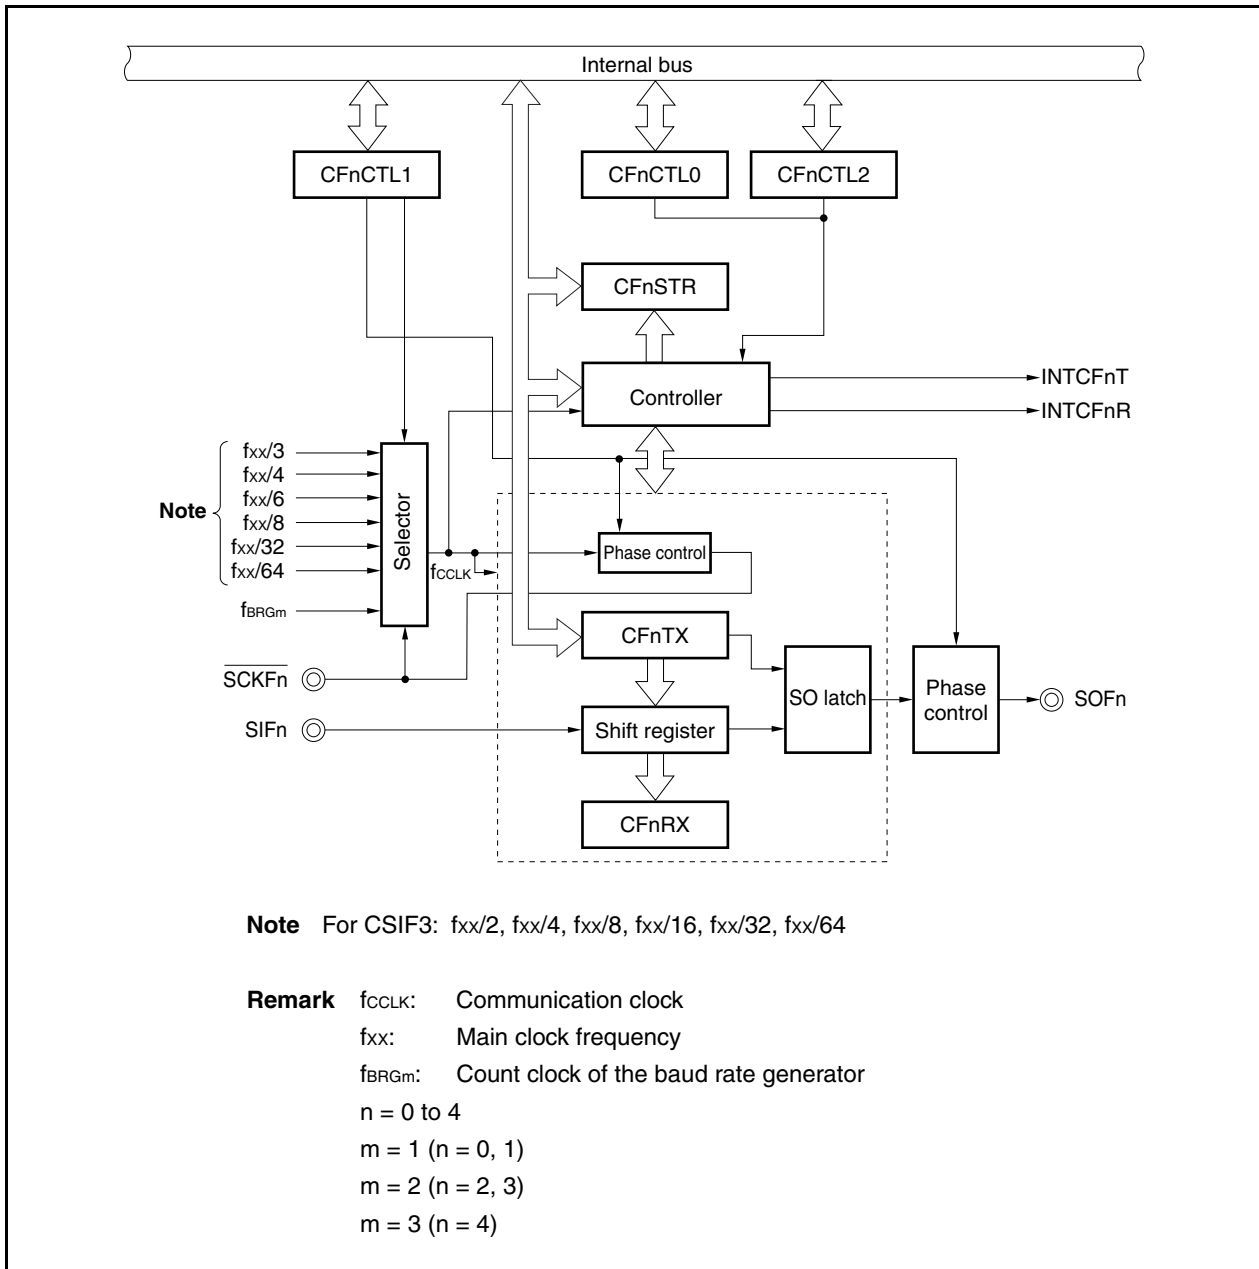 Internal bus
CFnCTL1
CFnCTL0
CFnCTL2
CFnSTR
Controller
INTCFnT
INTCFnR
Note
fxx/3
fxx/4
fxx/6
fxx/8
fxx/32
fxx/64
fBRGm
Selector
fCCLK
Phase control
SCKFn
SIFn
CFnTX
Shift register
CFnRX
SO latch
Phase
control
SOFn
Note For CSIF3: fxx/2, fxx/4, fxx/8, fxx/16, fxx/32, fxx/64
Remark fCCLK: Communication clock
fxx: Main clock frequency
fBRGm: Count clock of the baud rate generator
n = 0 to 4
m = 1 (n = 0, 1)
m = 2 (n = 2, 3)
m = 3 (n = 4)